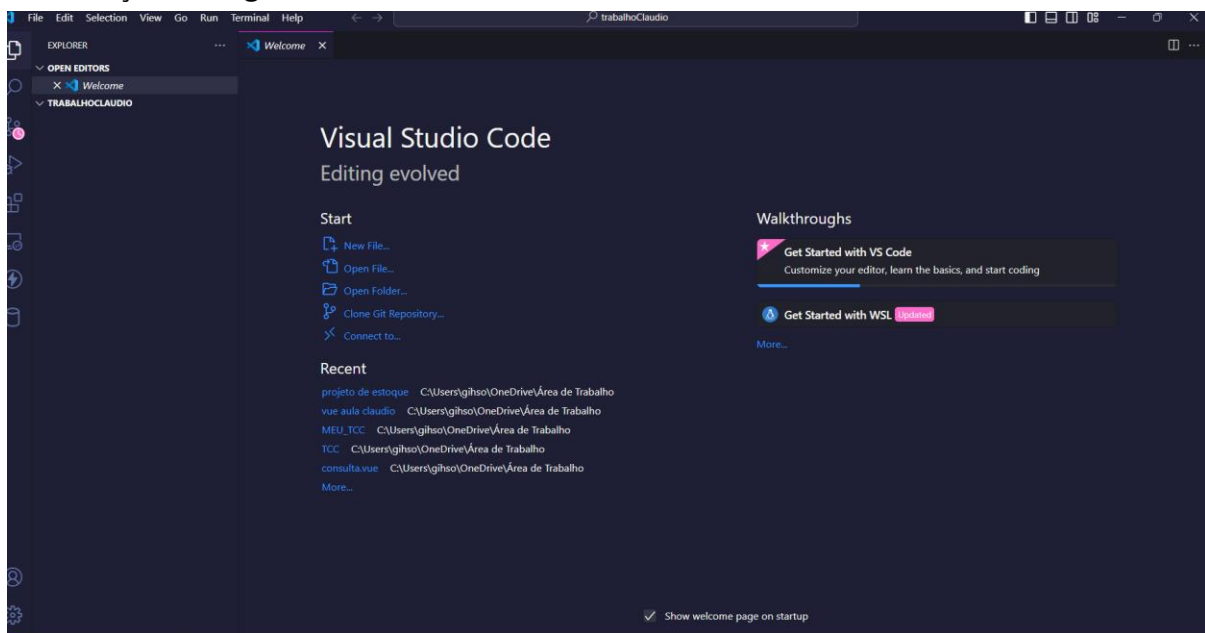 File Edit Selection View Go Run Terminal Help
trabalhoClaudio
EXPLORER
Welcome
OPEN EDITORS
Welcome
TRABALHOCLAUDIO
Visual Studio Code
Editing evolved
Start
New File...
Open File...
Open Folder...
Clone Git Repository...
Connect to...
Recent
projeto de estoque C:\Users\gihso\OneDrive\Área de Trabalho
vue aula claudio C:\Users\gihso\OneDrive\Área de Trabalho
MEU_TCC C:\Users\gihso\OneDrive\Área de Trabalho
TCC C:\Users\gihso\OneDrive\Área de Trabalho
consulta.vue C:\Users\gihso\OneDrive\Área de Trabalho
More...
Walkthroughs
Get Started with VS Code
Customize your editor, learn the basics, and start coding
Get Started with WSL Updated
More...
Show welcome page on startup